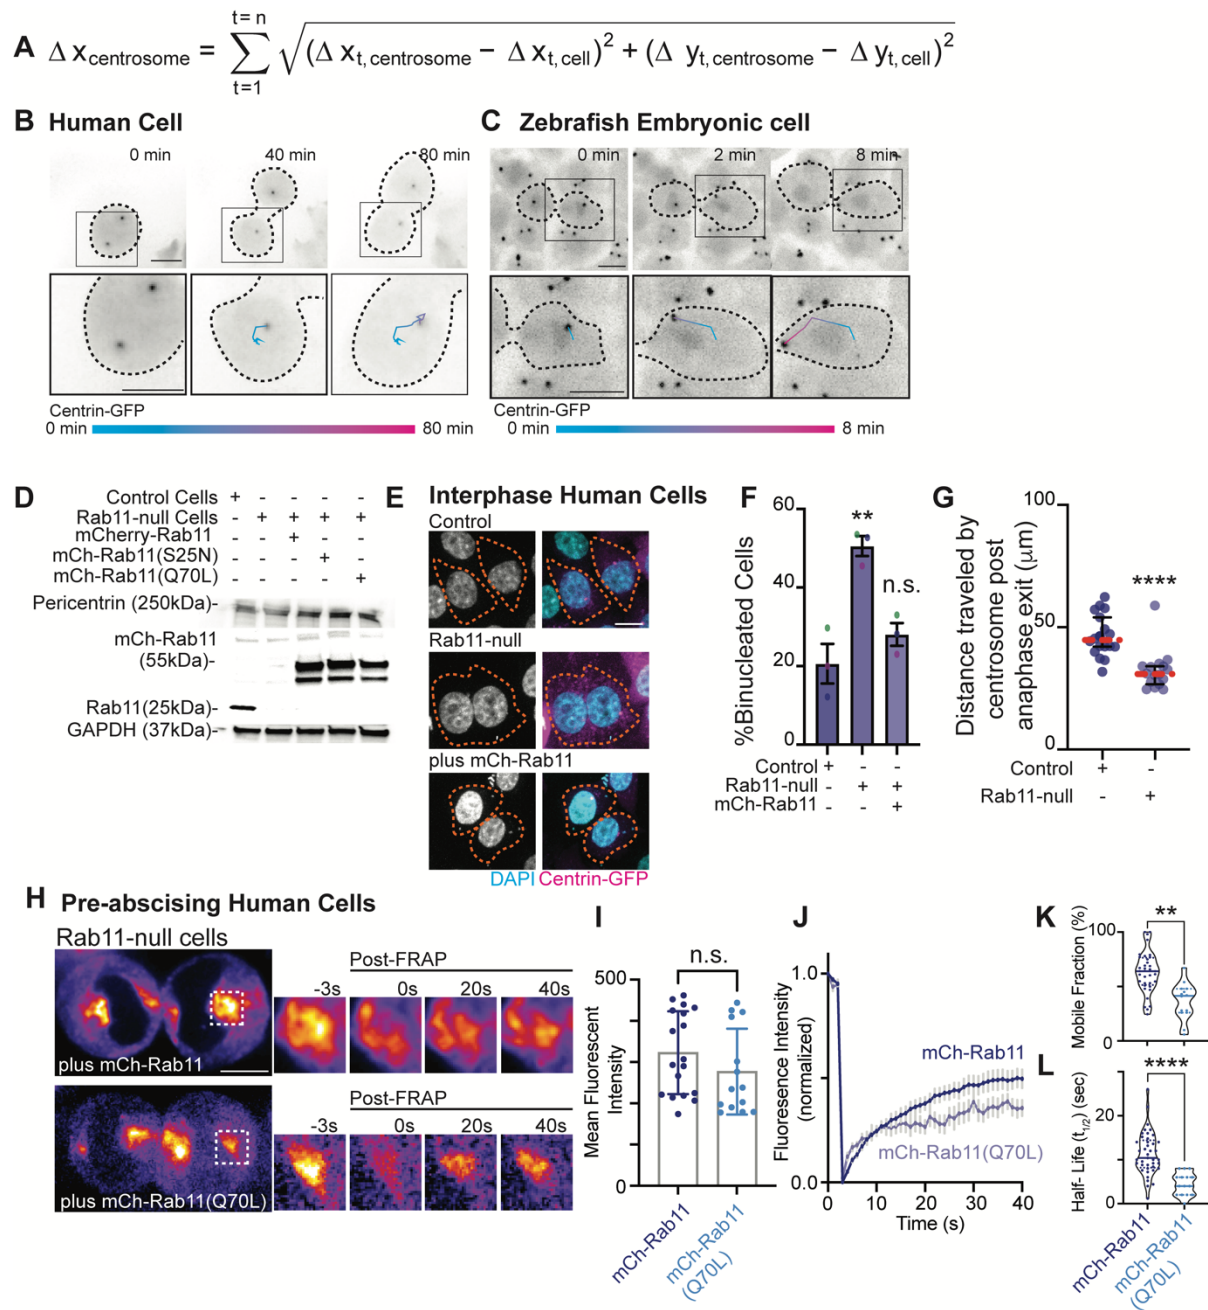 A Δ x_centrosome = Σ_{t=1}^{t=n} √((Δ x_t, centrosome − Δ x_t, cell)² + (Δ y_t, centrosome − Δ y_t, cell)²)
B Human Cell
0 min 40 min 80 min
Centrin-GFP
0 min 80 min
C Zebrafish Embryonic cell
0 min 2 min 8 min
Centrin-GFP
0 min 8 min
D
Control Cells + - - - -
Rab11-null Cells - + + + +
mCherry-Rab11 - - + - -
mCh-Rab11(S25N) - - - + -
mCh-Rab11(Q70L) - - - - +
Pericentrin (250kDa)-
mCh-Rab11
(55kDa)-
Rab11(25kDa)-
GAPDH (37kDa)-
E Interphase Human Cells
Control
Rab11-null
plus mCh-Rab11
DAPI Centrin-GFP
F
%Binucleated Cells
60
40
20
0
**
n.s.
Control + - -
Rab11-null - + +
mCh-Rab11 - - +
G
Distance traveled by
centrosome post
anaphase exit (μm)
100
50
0
****
Control + -
Rab11-null - +
H Pre-abscising Human Cells
Rab11-null cells
Post-FRAP
-3s 0s 20s 40s
plus mCh-Rab11
Post-FRAP
-3s 0s 20s 40s
plus mCh-Rab11(Q70L)
I
Mean Fluorescent
Intensity
500
0
n.s.
mCh-Rab11
mCh-Rab11
(Q70L)
J
Fluorescence Intensity
(normalized)
1.0
0.0
mCh-Rab11
mCh-Rab11(Q70L)
0 10 20 30 40
Time (s)
K
Mobile Fraction (%)
100
50
0
**
L
Half- Life (t1/2) (sec)
20
0
****
mCh-Rab11
mCh-Rab11
(Q70L)